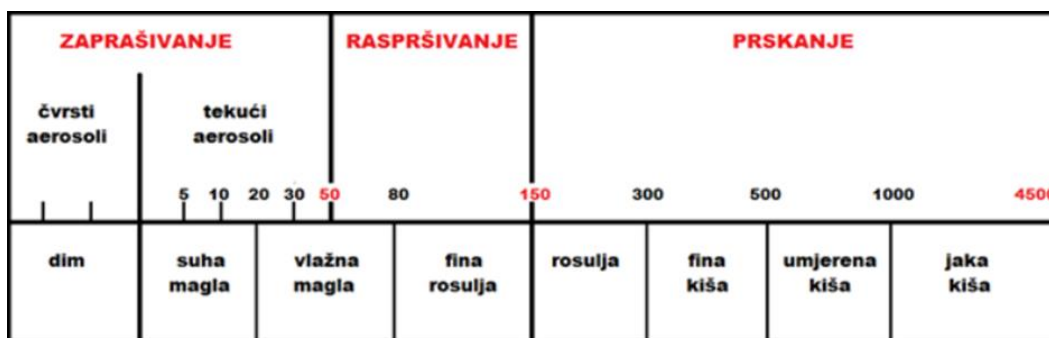 ZAPRAŠIVANJE RASPRŠIVANJE PRSKANJE
čvrsti tekući
aerosoli aerosoli
5 10 20 30 50 80 150 300 500 1000 4500
dim suha vlažna fina rosulja fina umjerena jaka
magla magla rosulja kiša kiša kiša